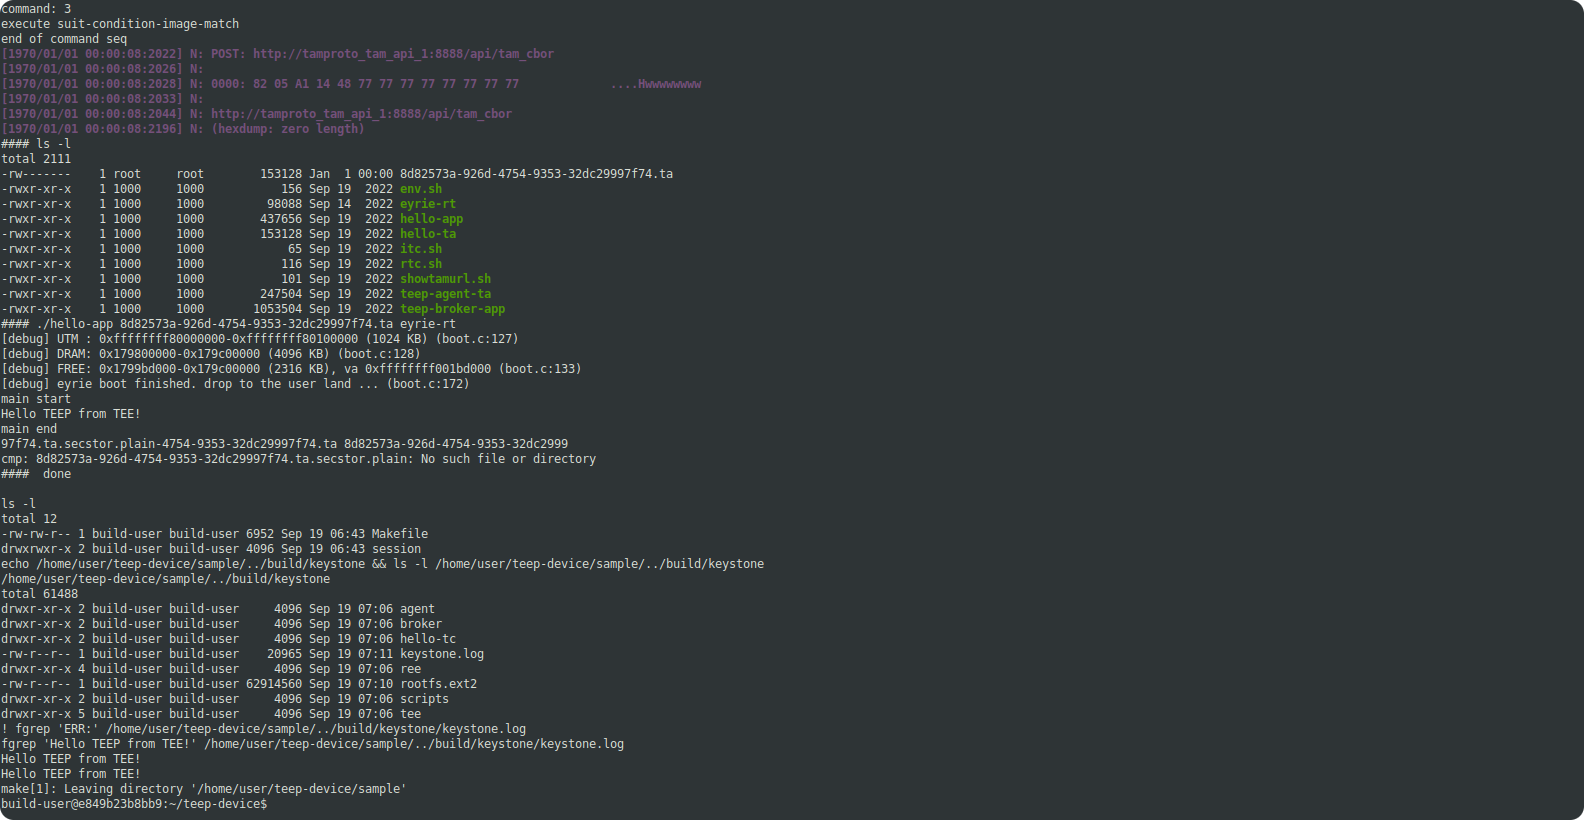 command: 3
execute suit-condition-image-match
end of command seq
[1970/01/01 00:00:08:2022] N: POST: http://tamproto_tam_api_1:8888/api/tam_cbor
[1970/01/01 00:00:08:2026] N:
[1970/01/01 00:00:08:2028] N: 0000: 82 05 A1 14 48 77 77 77 77 77 77 77 77             ....Hwwwwwwww
[1970/01/01 00:00:08:2033] N:
[1970/01/01 00:00:08:2044] N: http://tamproto_tam_api_1:8888/api/tam_cbor
[1970/01/01 00:00:08:2196] N: (hexdump: zero length)
#### ls -l
total 2111
-rw-------    1 root     root        153128 Jan  1 00:00 8d82573a-926d-4754-9353-32dc29997f74.ta
-rwxr-xr-x    1 1000     1000           156 Sep 19  2022 env.sh
-rwxr-xr-x    1 1000     1000         98088 Sep 14  2022 eyrie-rt
-rwxr-xr-x    1 1000     1000        437656 Sep 19  2022 hello-app
-rwxr-xr-x    1 1000     1000        153128 Sep 19  2022 hello-ta
-rwxr-xr-x    1 1000     1000            65 Sep 19  2022 itc.sh
-rwxr-xr-x    1 1000     1000           116 Sep 19  2022 rtc.sh
-rwxr-xr-x    1 1000     1000           101 Sep 19  2022 showtamurl.sh
-rwxr-xr-x    1 1000     1000        247504 Sep 19  2022 teep-agent-ta
-rwxr-xr-x    1 1000     1000       1053504 Sep 19  2022 teep-broker-app
#### ./hello-app 8d82573a-926d-4754-9353-32dc29997f74.ta eyrie-rt
[debug] UTM : 0xffffffff80000000-0xffffffff80100000 (1024 KB) (boot.c:127)
[debug] DRAM: 0x179800000-0x179c00000 (4096 KB) (boot.c:128)
[debug] FREE: 0x1799bd000-0x179c00000 (2316 KB), va 0xffffffff001bd000 (boot.c:133)
[debug] eyrie boot finished. drop to the user land ... (boot.c:172)
main start
Hello TEEP from TEE!
main end
97f74.ta.secstor.plain-4754-9353-32dc29997f74.ta 8d82573a-926d-4754-9353-32dc2999
cmp: 8d82573a-926d-4754-9353-32dc29997f74.ta.secstor.plain: No such file or directory
####  done

ls -l
total 12
-rw-rw-r-- 1 build-user build-user 6952 Sep 19 06:43 Makefile
drwxrwxr-x 2 build-user build-user 4096 Sep 19 06:43 session
echo /home/user/teep-device/sample/../build/keystone && ls -l /home/user/teep-device/sample/../build/keystone
/home/user/teep-device/sample/../build/keystone
total 61488
drwxr-xr-x 2 build-user build-user     4096 Sep 19 07:06 agent
drwxr-xr-x 2 build-user build-user     4096 Sep 19 07:06 broker
drwxr-xr-x 2 build-user build-user     4096 Sep 19 07:06 hello-tc
-rw-r--r-- 1 build-user build-user    20965 Sep 19 07:11 keystone.log
drwxr-xr-x 4 build-user build-user     4096 Sep 19 07:06 ree
-rw-r--r-- 1 build-user build-user 62914560 Sep 19 07:10 rootfs.ext2
drwxr-xr-x 2 build-user build-user     4096 Sep 19 07:06 scripts
drwxr-xr-x 5 build-user build-user     4096 Sep 19 07:06 tee
! fgrep 'ERR:' /home/user/teep-device/sample/../build/keystone/keystone.log
fgrep 'Hello TEEP from TEE!' /home/user/teep-device/sample/../build/keystone/keystone.log
Hello TEEP from TEE!
Hello TEEP from TEE!
make[1]: Leaving directory '/home/user/teep-device/sample'
build-user@e849b23b8bb9:~/teep-device$